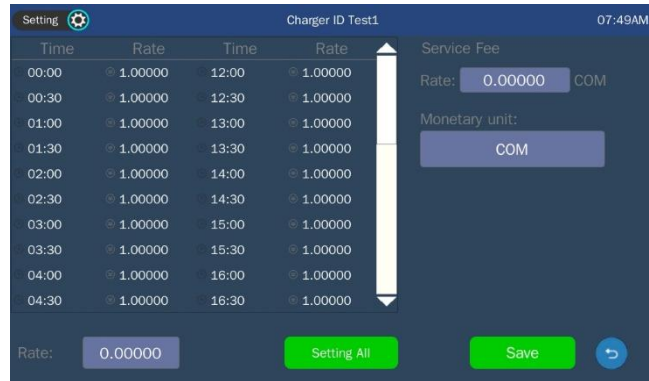 Setting Charger ID Test1 07:49AM
Time Rate Time Rate Service Fee
00:00 1.00000 12:00 1.00000
Rate: 0.00000 COM
00:30 1.00000 12:30 1.00000
01:00 1.00000 13:00 1.00000 Monetary unit:
01:30 1.00000 13:30 1.00000 COM
02:00 1.00000 14:00 1.00000
02:30 1.00000 14:30 1.00000
03:00 1.00000 15:00 1.00000
03:30 1.00000 15:30 1.00000
04:00 1.00000 16:00 1.00000
04:30 1.00000 16:30 1.00000
Rate: 0.00000 Setting All Save